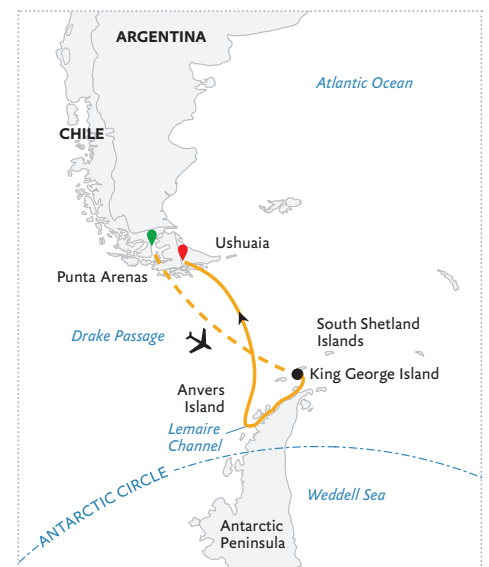 ARGENTINA
Atlantic Ocean
CHILE
Ushuaia
Punta Arenas
South Shetland
Islands
Drake Passage
King George Island
Anvers
Island
Lemaire
Channel
ANTARCTIC CIRCLE
Weddell Sea
Antarctic
Peninsula